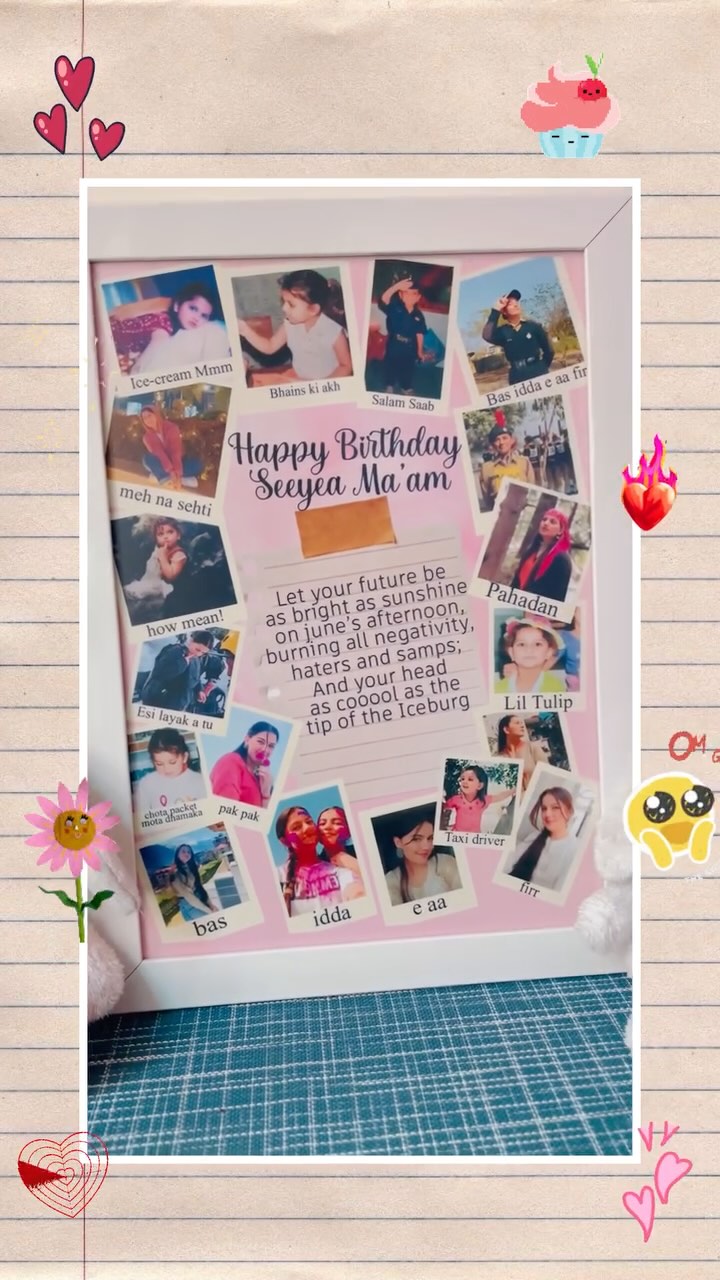 Ice-cream Mmm
Bhains ki akh
Salam Saab
Bas idda e aa fir
meh na sehti
Happy Birthday
Seeyea Ma'am
Pahadan
how mean!
Let your future be
as bright as sunshine
on june's afternoon,
burning all negativity,
haters and samps;
And your head
as cooool as the
tip of the Iceburg
Lil Tulip
Esi layak a tu
OM
G
chota packet
mota dhamaka
pak pak
Taxi driver
firr
bas
idda
e aa